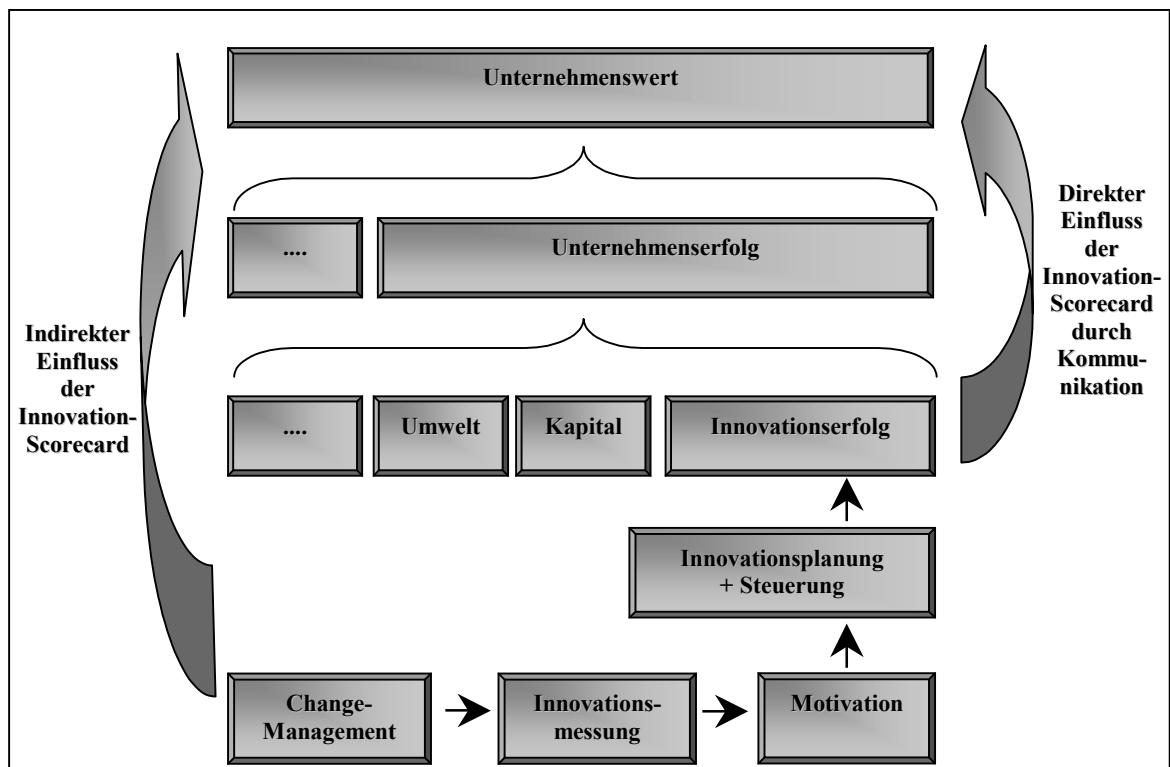 Unternehmenswert
....
Unternehmenserfolg
Direkter
Einfluss
der
Innovation-
Scorecard
durch
Kommu-
nikation
Indirekter
Einfluss
der
Innovation-
Scorecard
....
Umwelt
Kapital
Innovationserfolg
Innovationsplanung
+ Steuerung
Change-
Management
Innovations-
messung
Motivation